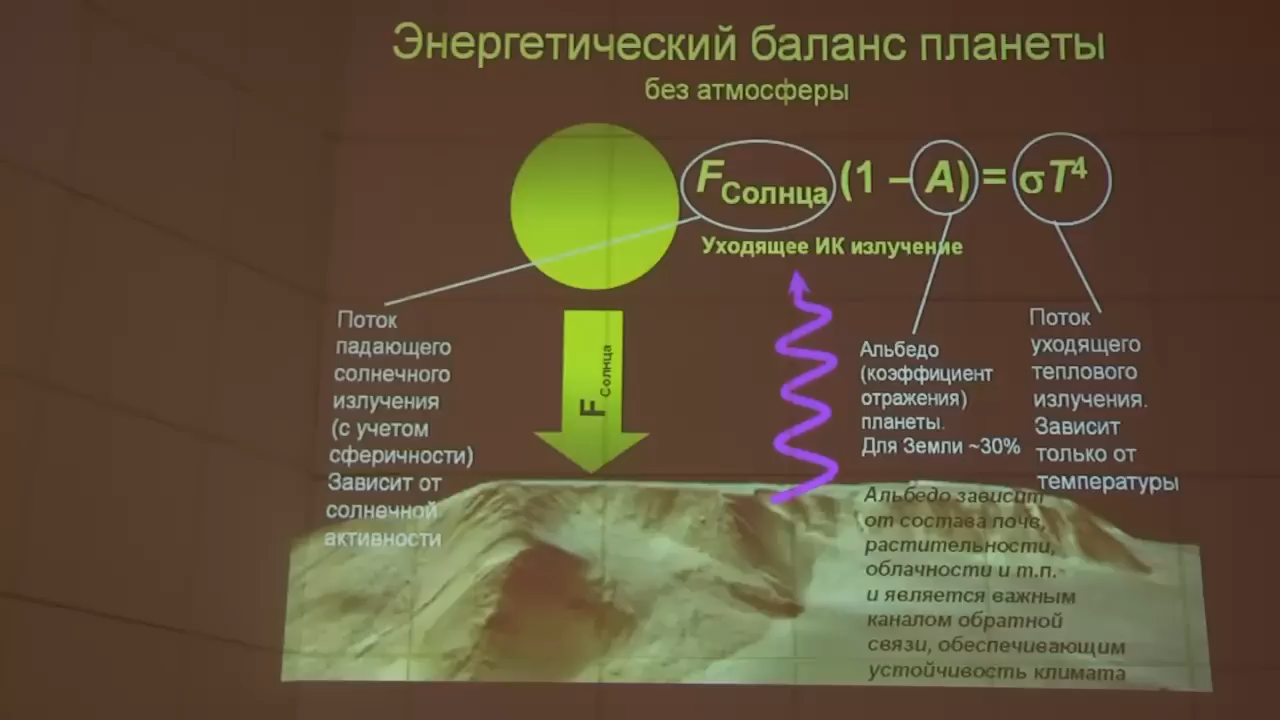 Энергетический баланс планеты
без атмосферы
F Солнца (1 – A) = σT⁴
Уходящее ИК излучение
Поток
падающего
солнечного
излучения
(с учетом
сферичности)
Зависит от
солнечной
активности
F Солнца
Альбедо
(коэффициент
отражения)
планеты.
Для Земли ~30%
Альбедо зависит
от состава почв,
растительности,
облачности и т.п.
и является важным
каналом обратной
связи, обеспечивающим
устойчивость климата
Поток
уходящего
теплового
излучения.
Зависит
только от
температуры